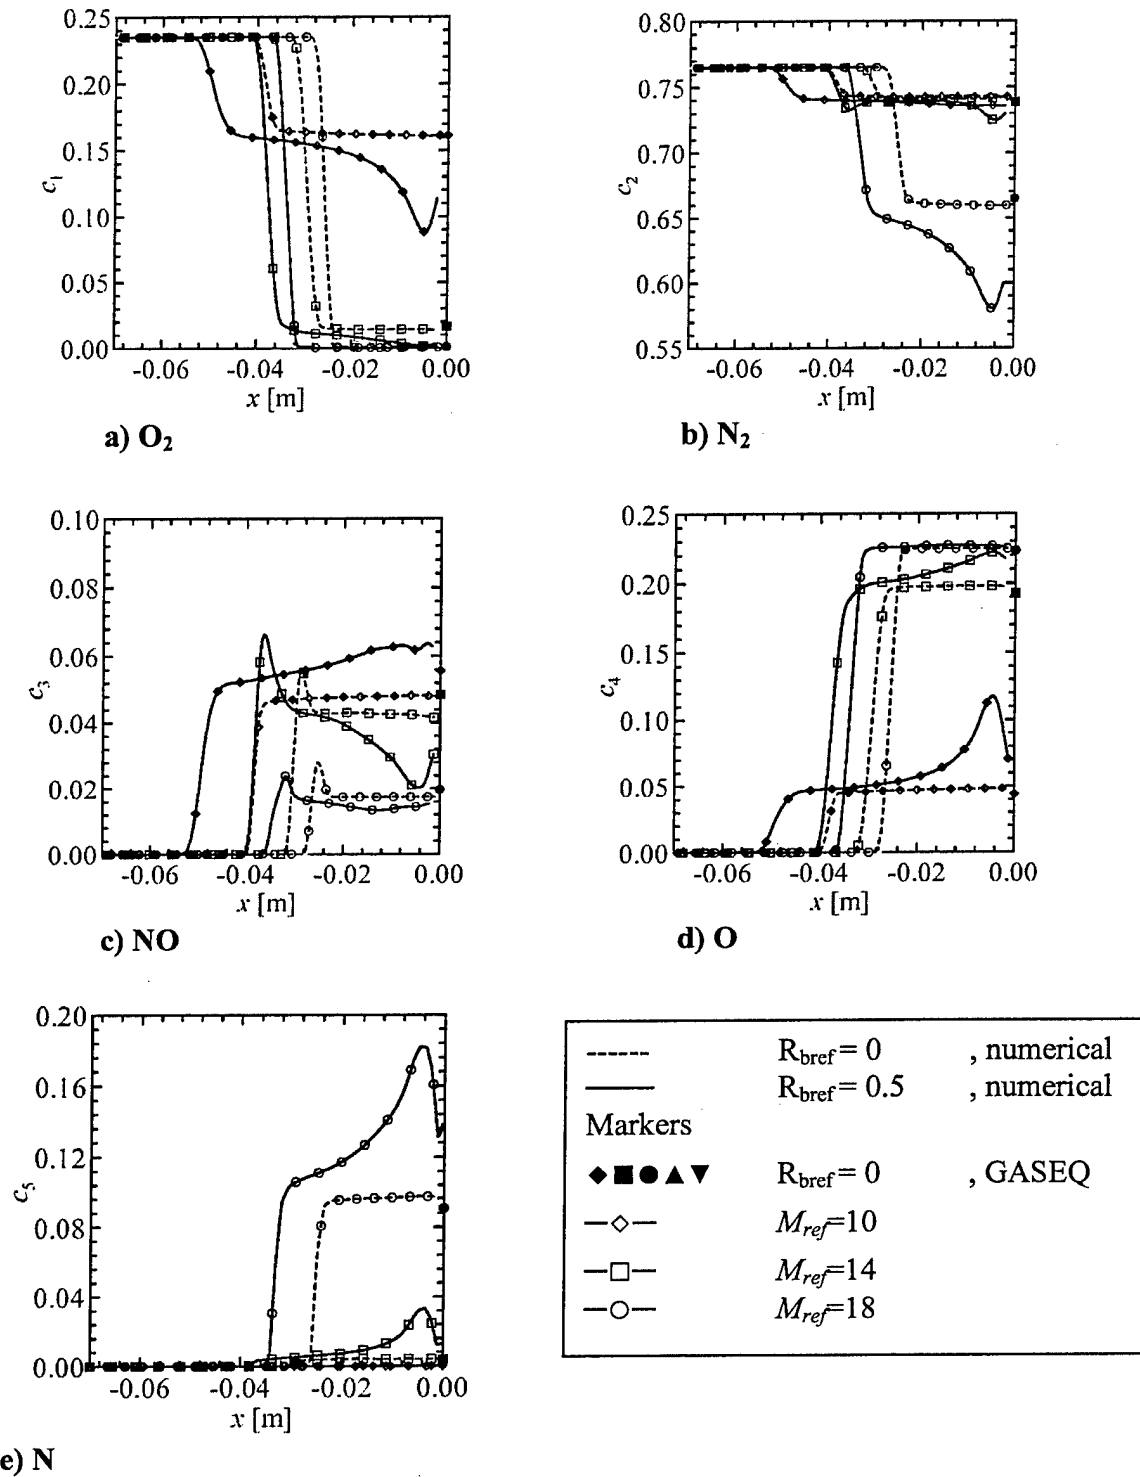 0.25
0.20
0.15
0.10
0.05
0.00
c1
-0.06 -0.04 -0.02 0.00
x [m]
a) O2
0.80
0.75
0.70
0.65
0.60
0.55
c2
-0.06 -0.04 -0.02 0.00
x [m]
b) N2
0.10
0.08
0.06
0.04
0.02
0.00
c3
-0.06 -0.04 -0.02 0.00
x [m]
c) NO
0.25
0.20
0.15
0.10
0.05
0.00
c4
-0.06 -0.04 -0.02 0.00
x [m]
d) O
0.20
0.16
0.12
0.08
0.04
0.00
c5
-0.06 -0.04 -0.02 0.00
x [m]
e) N
Rbref = 0 , numerical
Rbref = 0.5 , numerical
Markers
Rbref = 0 , GASEQ
Mref=10
Mref=14
Mref=18